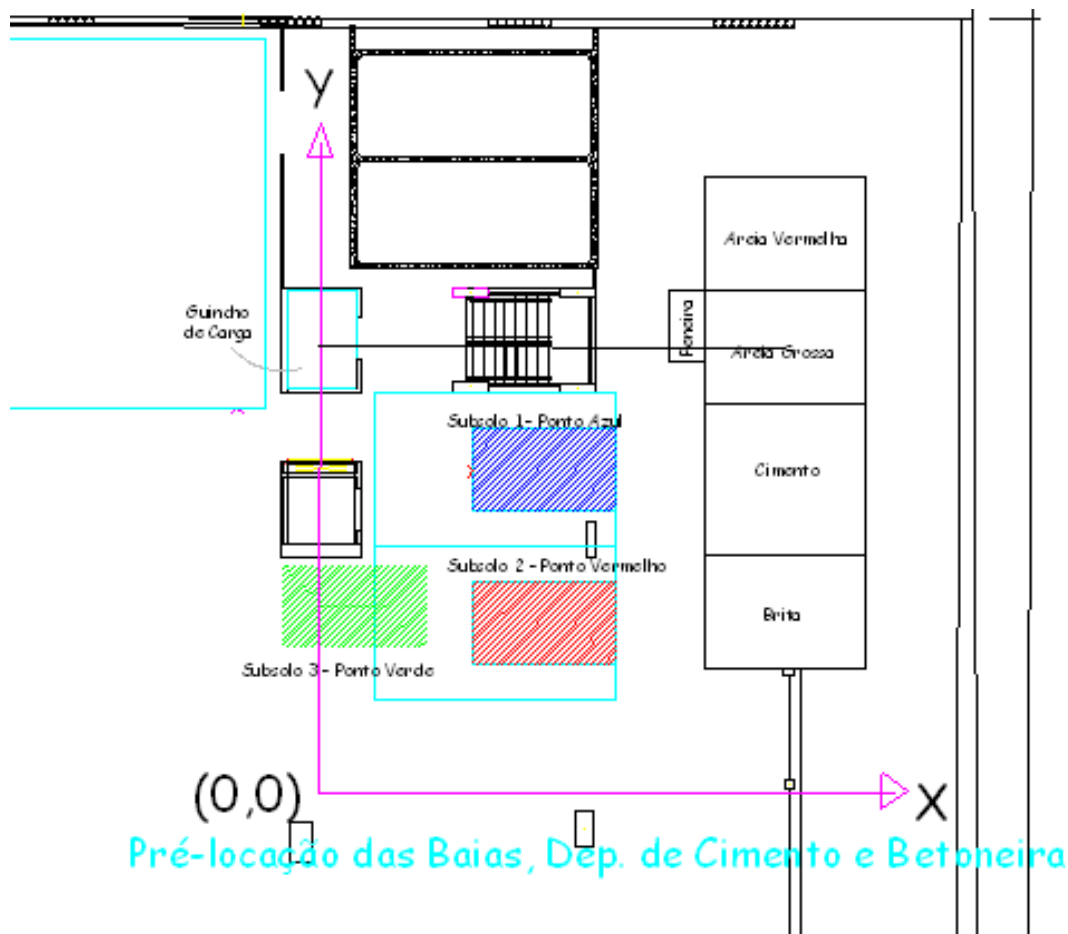 Y
Areia Vermelha
Guincho
de Carga
Peneira
Areia Grossa
Subsolo 1- Ponto Azul
Cimento
Subsolo 2 - Ponto Vermelho
Brita
Subsolo 3 - Ponto Verde
(0,0)
X
Pré-locação das Baias, Dep. de Cimento e Betoneira